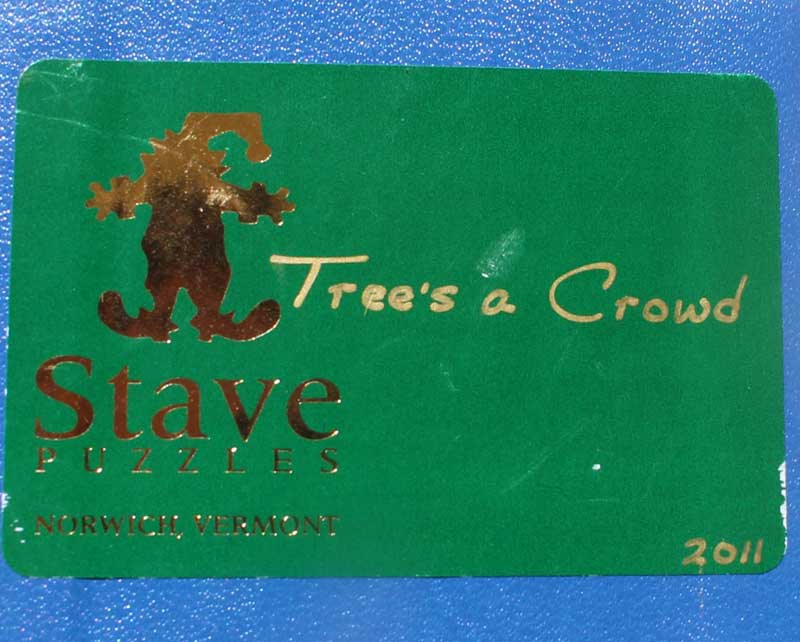 Tree's a Crowd
Stave
PUZZLES
NORWICH, VERMONT
2011